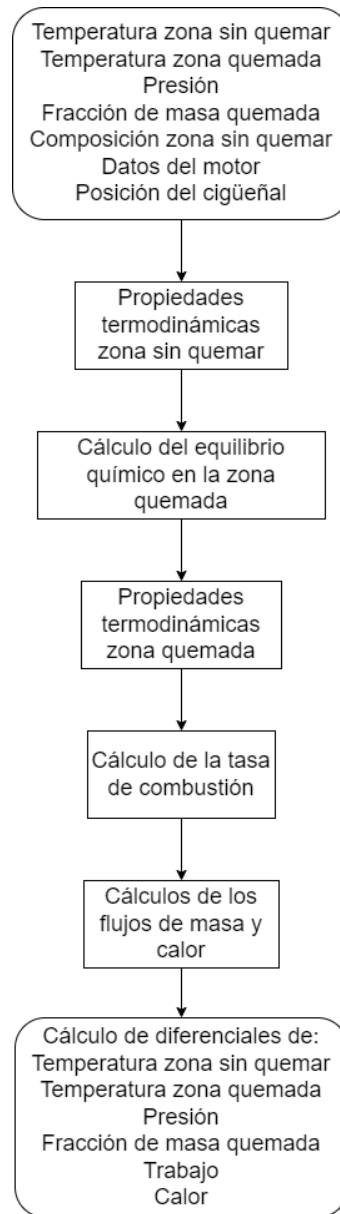 Temperatura zona sin quemar
Temperatura zona quemada
Presión
Fracción de masa quemada
Composición zona sin quemar
Datos del motor
Posición del cigüeñal
Propiedades
termodinámicas
zona sin quemar
Cálculo del equilibrio
químico en la zona
quemada
Propiedades
termodinámicas
zona quemada
Cálculo de la tasa
de combustión
Cálculos de los
flujos de masa y
calor
Cálculo de diferenciales de:
Temperatura zona sin quemar
Temperatura zona quemada
Presión
Fracción de masa quemada
Trabajo
Calor